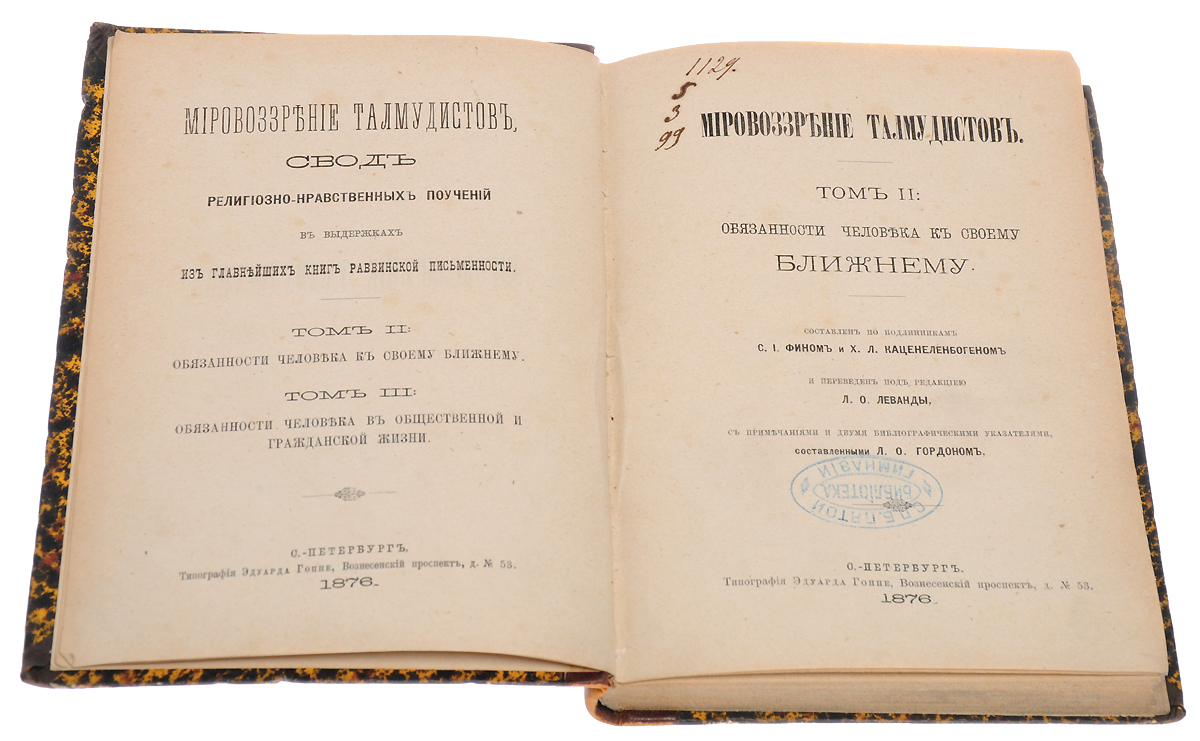 МІРОВОЗЗРѢНІЕ ТАЛМУДИСТОВЪ,
СВОДЪ
РЕЛИГІОЗНО-НРАВСТВЕННЫХЪ ПОУЧЕНІЙ
ВЪ ВЫДЕРЖКАХЪ
ИЗЪ ГЛАВНѢЙШИХЪ КНИГЪ РАВВИНСКОЙ ПИСЬМЕННОСТИ.
ТОМЪ II:
ОБЯЗАННОСТИ ЧЕЛОВѢКА КЪ СВОЕМУ БЛИЖНЕМУ.
ТОМЪ III:
ОБЯЗАННОСТИ ЧЕЛОВѢКА ВЪ ОБЩЕСТВЕННОЙ И
ГРАЖДАНСКОЙ ЖИЗНИ.
С.-ПЕТЕРБУРГЪ,
Типографія Эдуарда Гоппе, Вознесенскій проспектъ, д. № 53.
1876.
1129.
5
3
99
МІРОВОЗЗРѢНІЕ ТАЛМУДИСТОВЪ.
ТОМЪ II:
ОБЯЗАННОСТИ ЧЕЛОВѢКА КЪ СВОЕМУ
БЛИЖНЕМУ.
СОСТАВЛЕНЪ ПО ПОДЛИННИКАМЪ
С. І. ФИНОМЪ и Х. Л. КАЦЕНЕЛЕНБОГЕНОМЪ
И ПЕРЕВЕДЕНЪ ПОДЪ РЕДАКЦІЕЮ
Л. О. ЛЕВАНДЫ,
СЪ ПРИМѢЧАНІЯМИ И ДВУМЯ БИБЛІОГРАФИЧЕСКИМИ УКАЗАТЕЛЯМИ,
составленными Л. О. ГОРДОНОМЪ.
С.П.Б. ПЯТОЙ
БИБЛІОТЕКА
ГИМНАЗІИ
С.-ПЕТЕРБУРГЪ.
Типографія Эдуарда Гоппе, Вознесенскій проспектъ, д. № 53.
1876.